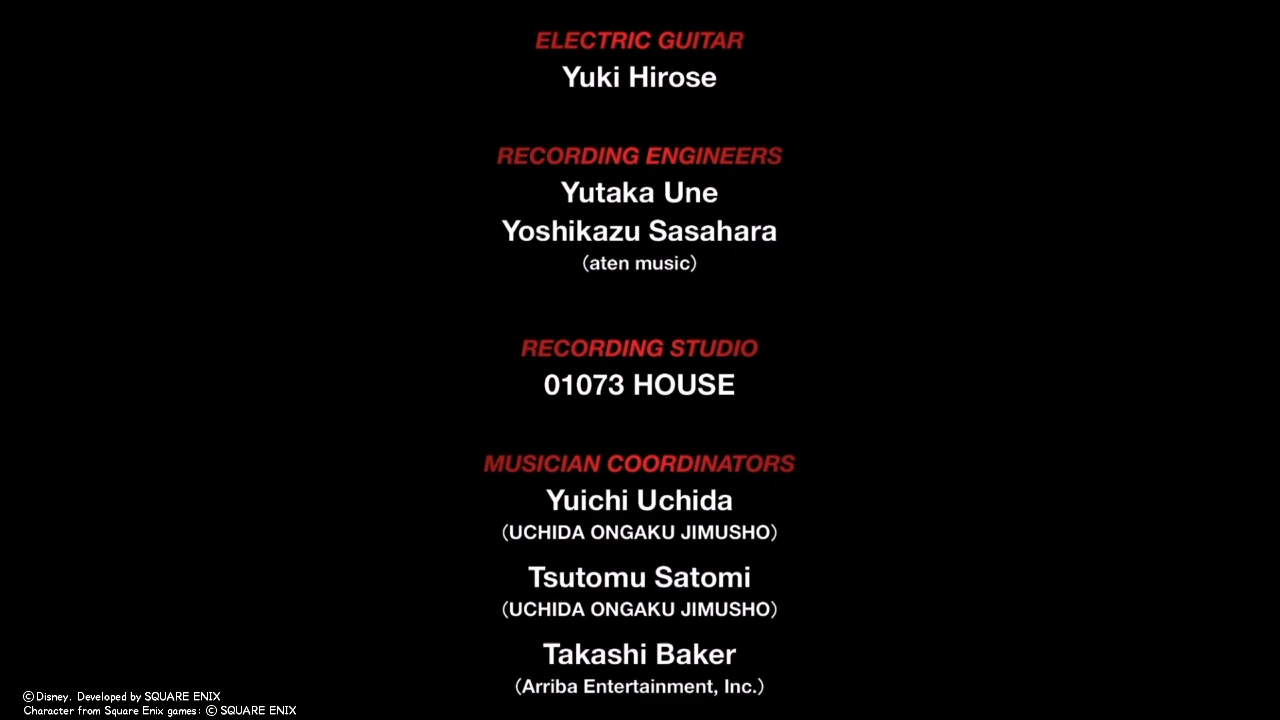 ELECTRIC GUITAR
Yuki Hirose
RECORDING ENGINEERS
Yutaka Une
Yoshikazu Sasahara
(aten music)
RECORDING STUDIO
01073 HOUSE
MUSICIAN COORDINATORS
Yuichi Uchida
(UCHIDA ONGAKU JIMUSHO)
Tsutomu Satomi
(UCHIDA ONGAKU JIMUSHO)
Takashi Baker
(Arriba Entertainment, Inc.)
©Disney. Developed by SQUARE ENIX
Character from Square Enix games: © SQUARE ENIX